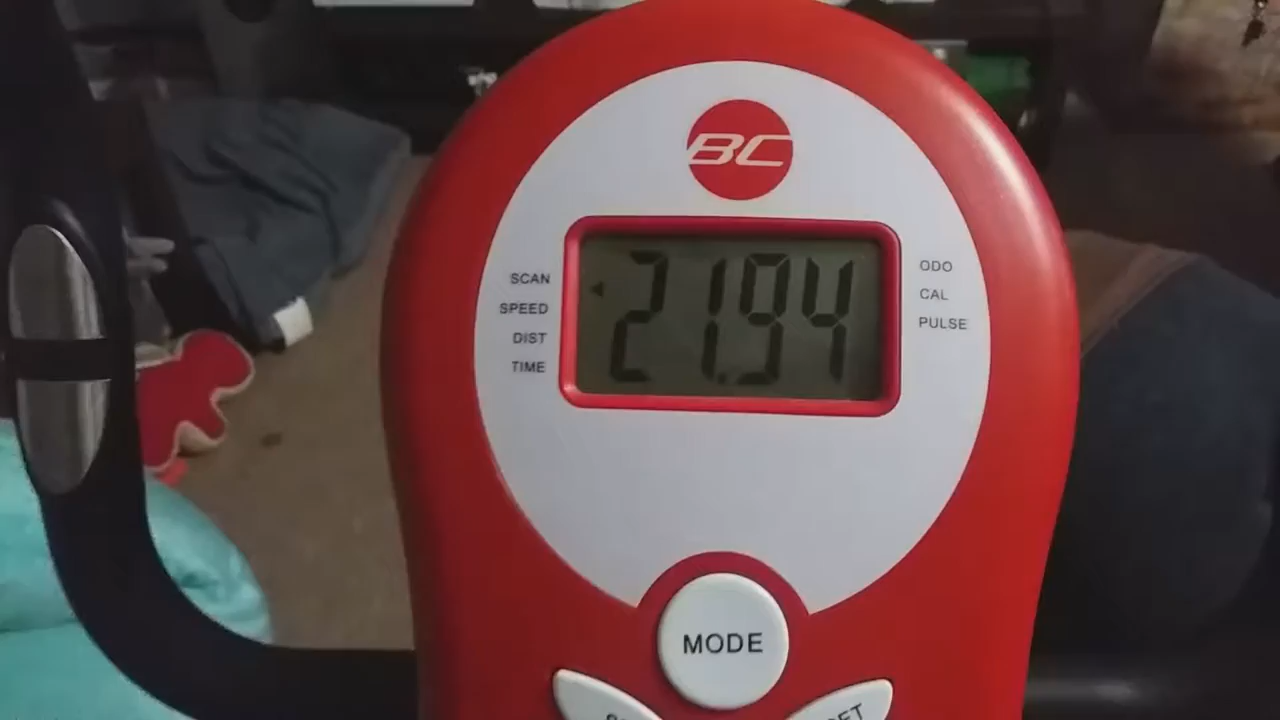 BC
SCAN
SPEED
DIST
TIME
21.94
ODO
CAL
PULSE
MODE